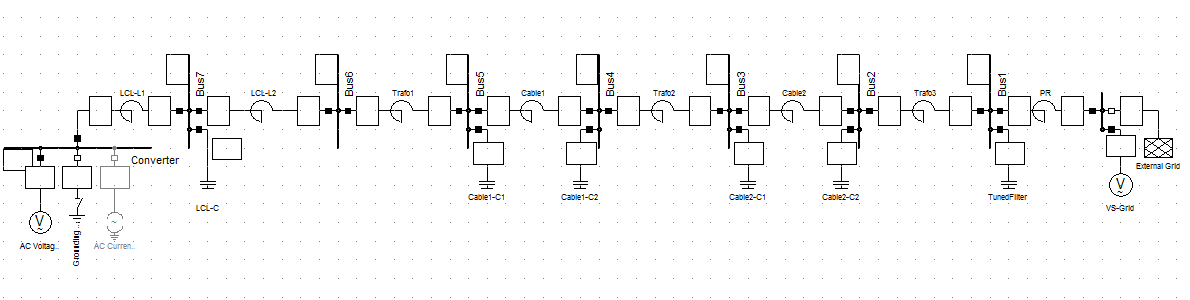 LCL-L1
Bus7
LCL-L2
Bus6
Trafo1
Bus5
Cable1
Bus4
Trafo2
Bus3
Cable2
Bus2
Trafo3
Bus1
PR
Converter
External Grid
LCL-C
Cable1-C1
Cable1-C2
Cable2-C1
Cable2-C2
TunedFilter
VS-Grid
V
~
V
~
~
AC Voltag..
Grounding ..
AC Curren..